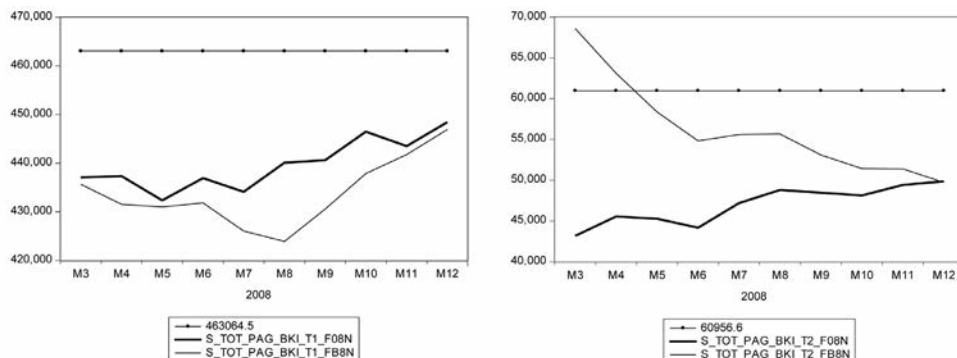 470,000
460,000
450,000
440,000
430,000
420,000
M3 M4 M5 M6 M7 M8 M9 M10 M11 M12
2008
463064.5
S_TOT_PAG_BKI_T1_F08N
S_TOT_PAG_BKI_T1_FB8N
70,000
65,000
60,000
55,000
50,000
45,000
40,000
M3 M4 M5 M6 M7 M8 M9 M10 M11 M12
2008
60956.6
S_TOT_PAG_BKI_T2_F08N
S_TOT_PAG_BKI_T2_FB8N